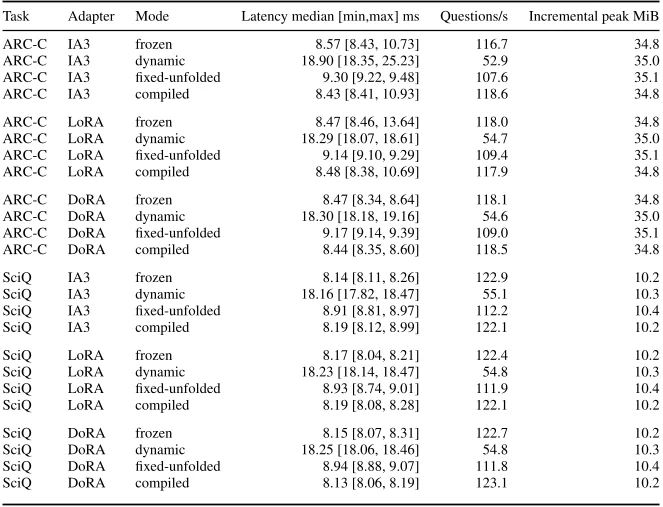 Task Adapter Mode Latency median [min,max] ms Questions/s Incremental peak MiB
ARC-C IA3 frozen 8.57 [8.43, 10.73] 116.7 34.8
ARC-C IA3 dynamic 18.90 [18.35, 25.23] 52.9 35.0
ARC-C IA3 fixed-unfolded 9.30 [9.22, 9.48] 107.6 35.1
ARC-C IA3 compiled 8.43 [8.41, 10.93] 118.6 34.8
ARC-C LoRA frozen 8.47 [8.46, 13.64] 118.0 34.8
ARC-C LoRA dynamic 18.29 [18.07, 18.61] 54.7 35.0
ARC-C LoRA fixed-unfolded 9.14 [9.10, 9.29] 109.4 35.1
ARC-C LoRA compiled 8.48 [8.38, 10.69] 117.9 34.8
ARC-C DoRA frozen 8.47 [8.34, 8.64] 118.1 34.8
ARC-C DoRA dynamic 18.30 [18.18, 19.16] 54.6 35.0
ARC-C DoRA fixed-unfolded 9.17 [9.14, 9.39] 109.0 35.1
ARC-C DoRA compiled 8.44 [8.35, 8.60] 118.5 34.8
SciQ IA3 frozen 8.14 [8.11, 8.26] 122.9 10.2
SciQ IA3 dynamic 18.16 [17.82, 18.47] 55.1 10.3
SciQ IA3 fixed-unfolded 8.91 [8.81, 8.97] 112.2 10.4
SciQ IA3 compiled 8.19 [8.12, 8.99] 122.1 10.2
SciQ LoRA frozen 8.17 [8.04, 8.21] 122.4 10.2
SciQ LoRA dynamic 18.23 [18.14, 18.47] 54.8 10.3
SciQ LoRA fixed-unfolded 8.93 [8.74, 9.01] 111.9 10.4
SciQ LoRA compiled 8.19 [8.08, 8.28] 122.1 10.2
SciQ DoRA frozen 8.15 [8.07, 8.31] 122.7 10.2
SciQ DoRA dynamic 18.25 [18.06, 18.46] 54.8 10.3
SciQ DoRA fixed-unfolded 8.94 [8.88, 9.07] 111.8 10.4
SciQ DoRA compiled 8.13 [8.06, 8.19] 123.1 10.2